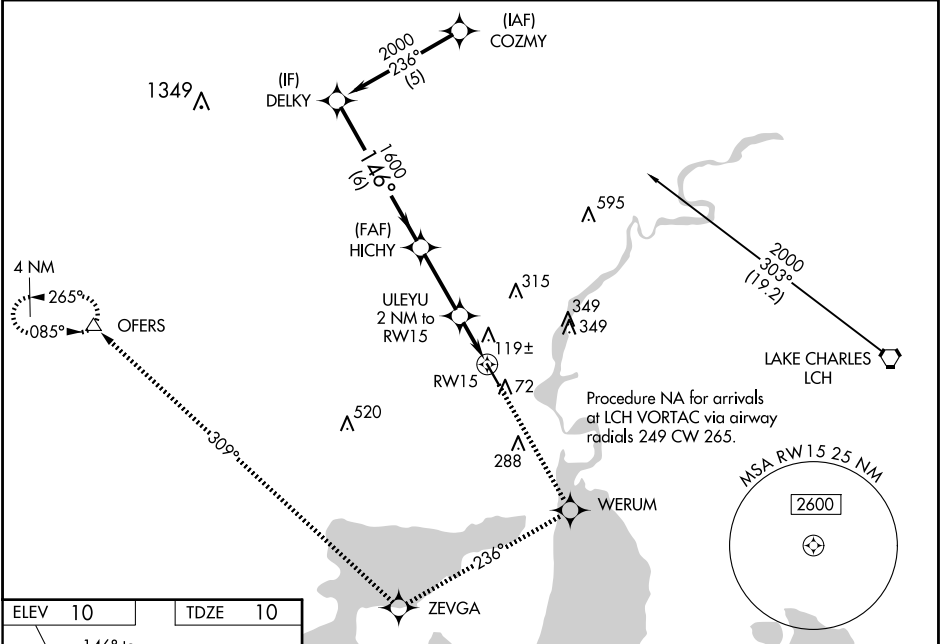 (IAF)
COZMY
2000
236°
(5)
(IF)
DELKY
1349
1600
146°
(6)
595
(FAF)
HICHY
2000
303°
(19.2)
4 NM
265°
085°
OFERS
315
ULEYU
2 NM to
RW15
349
349
119±
LAKE CHARLES
LCH
RW15
72
Procedure NA for arrivals
at LCH VORTAC via airway
radials 249 CW 265.
520
309°
288
MSA RW15 25 NM
2600
WERUM
236°
ZEVGA
ELEV 10
TDZE 10
146° to